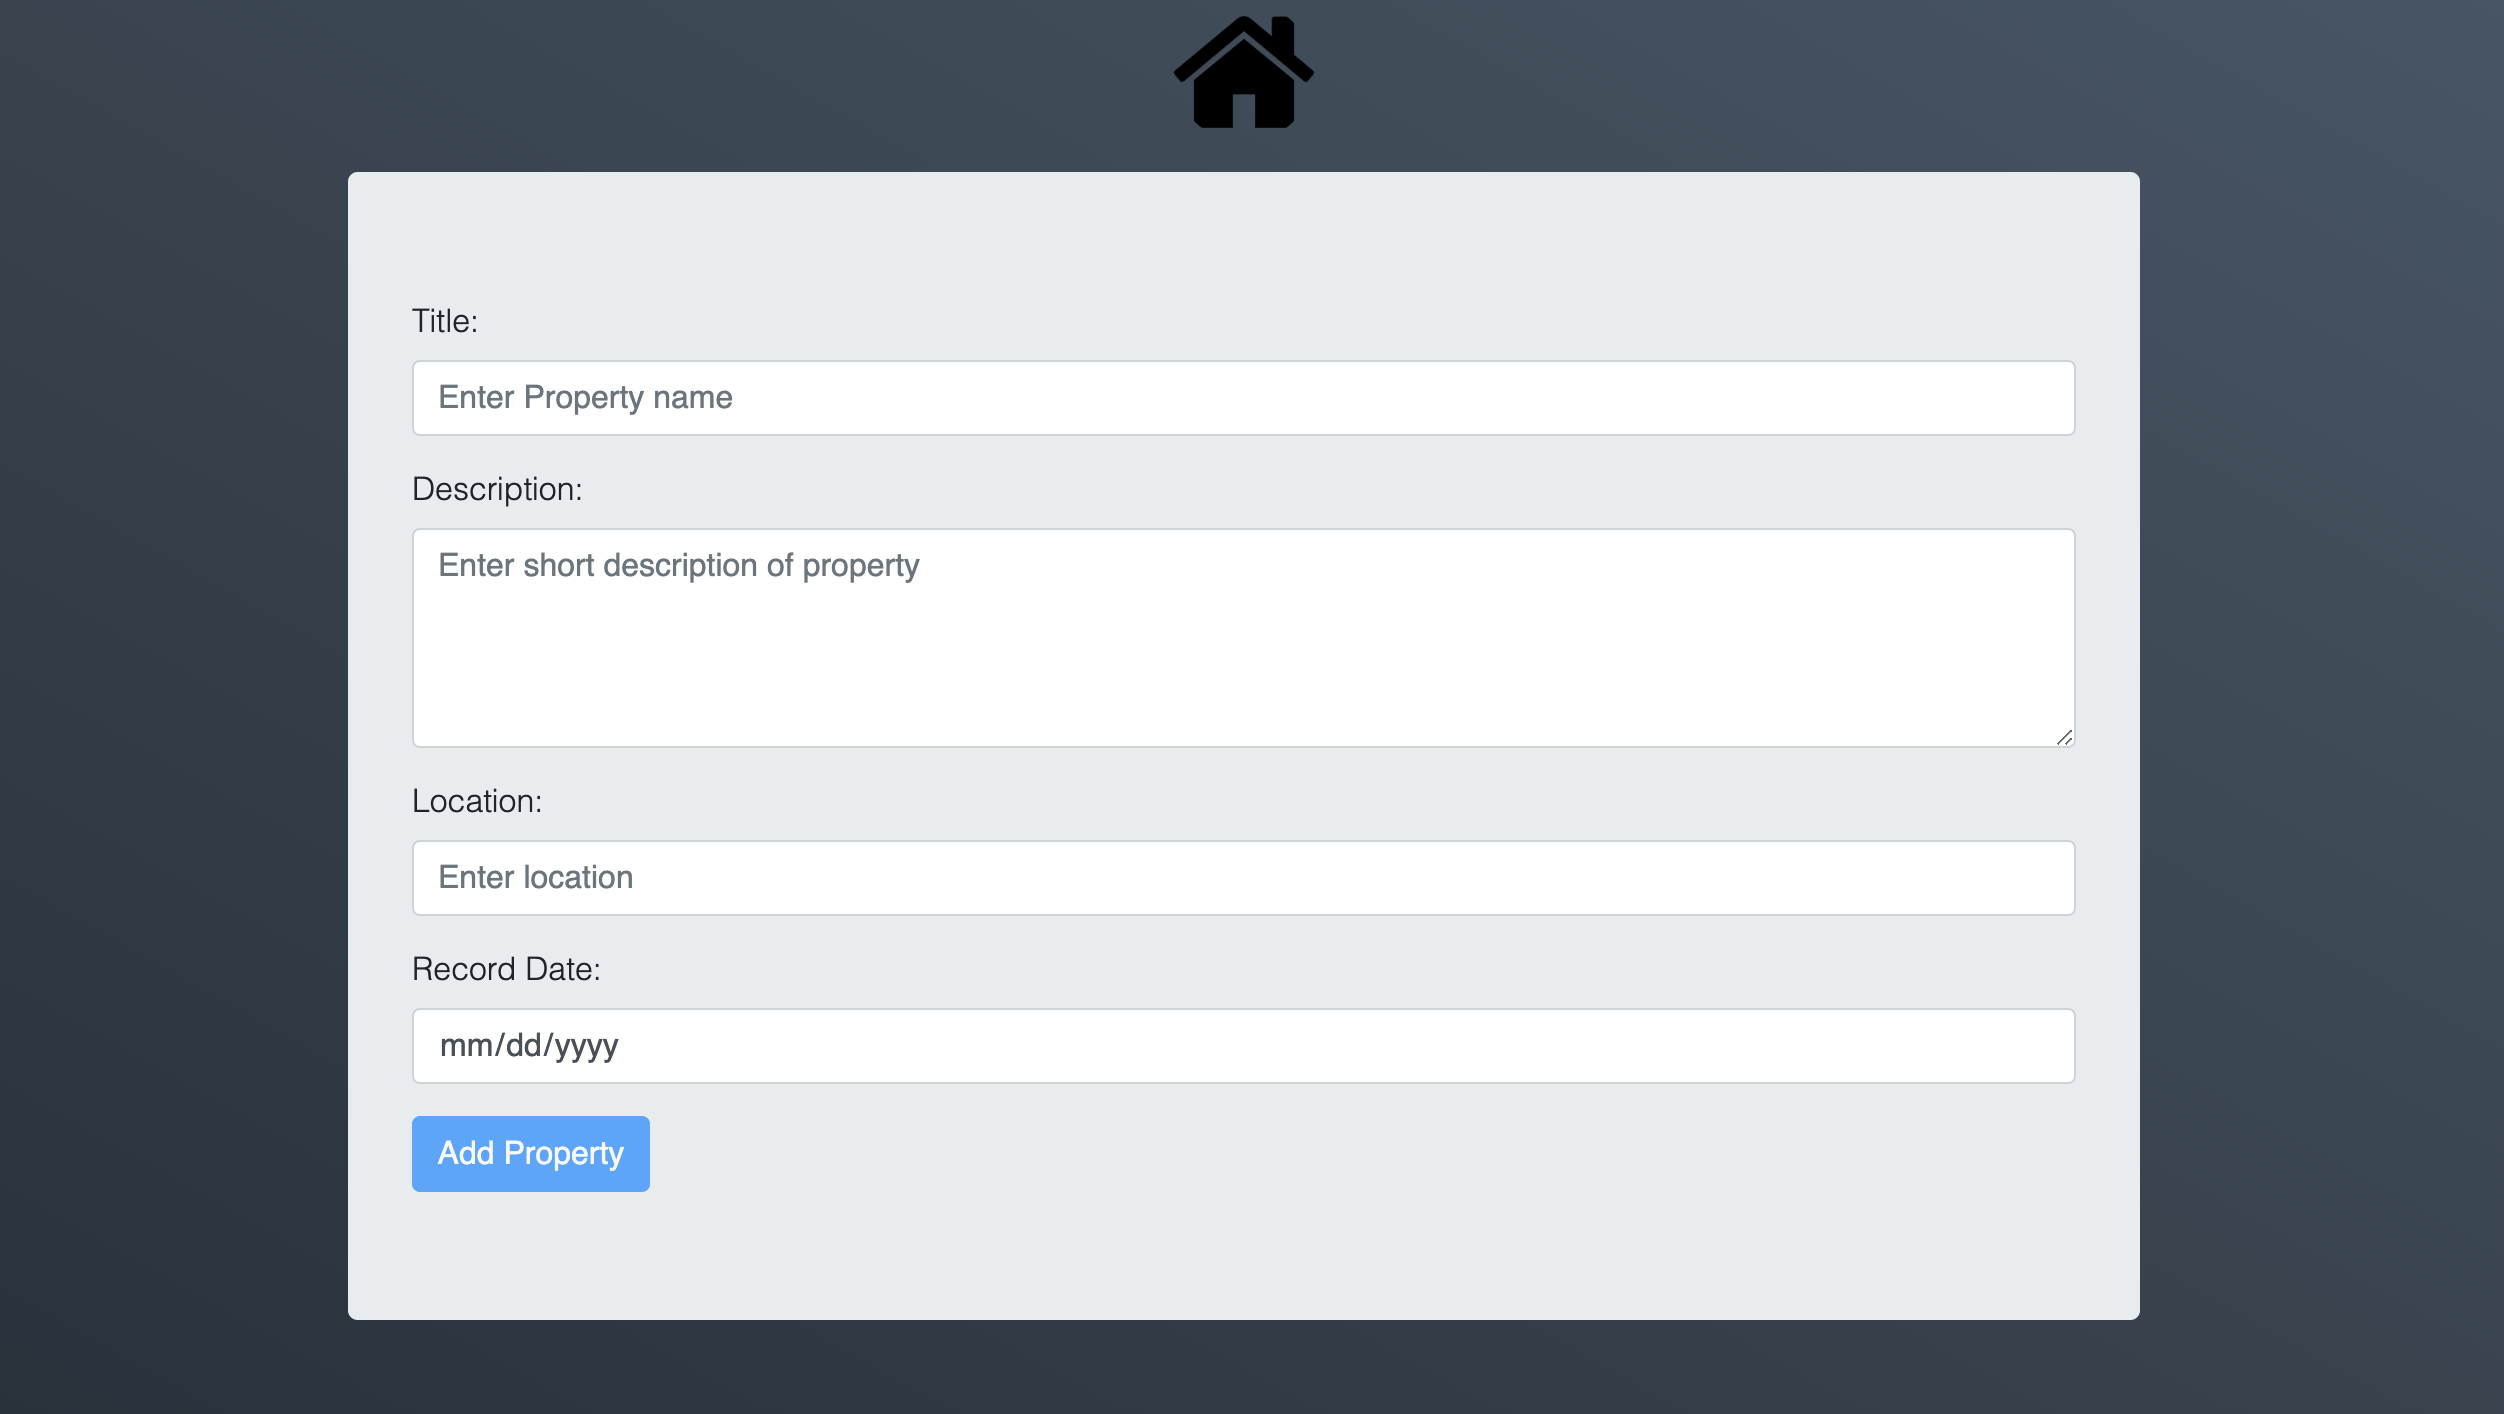 Title:
Enter Property name
Description:
Enter short description of property
Location:
Enter location
Record Date:
mm/dd/yyyy
Add Property